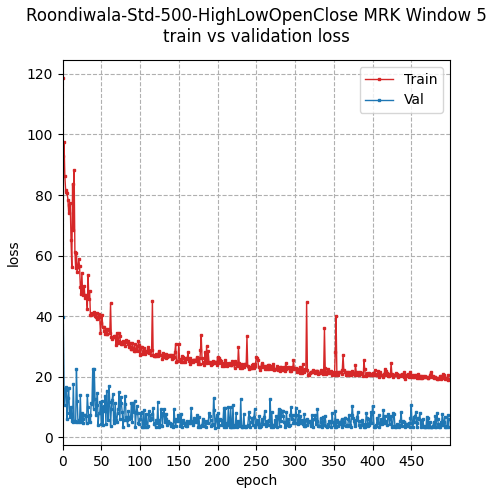 Roondiwala-Std-500-HighLowOpenClose MRK Window 5
train vs validation loss
Train
Val
120
100
80
60
40
20
0
loss
0 50 100 150 200 250 300 350 400 450
epoch